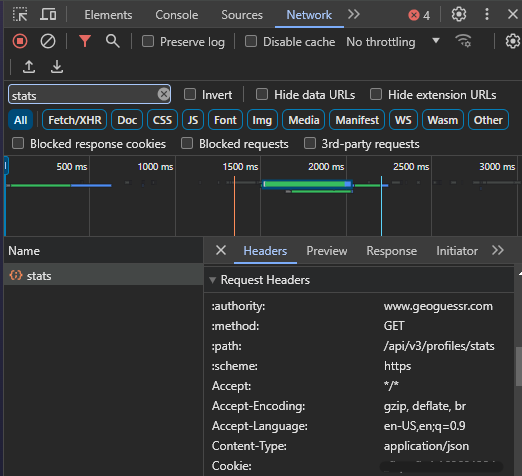 Elements Console Sources Network 4
Preserve log Disable cache No throttling
stats Invert Hide data URLs Hide extension URLs
All Fetch/XHR Doc CSS JS Font Img Media Manifest WS Wasm Other
Blocked response cookies Blocked requests 3rd-party requests
500 ms 1000 ms 1500 ms 2000 ms 2500 ms 3000 ms
Name Headers Preview Response Initiator
stats
Request Headers
:authority: www.geoguessr.com
:method: GET
:path: /api/v3/profiles/stats
:scheme: https
Accept: */*
Accept-Encoding: gzip, deflate, br
Accept-Language: en-US,en;q=0.9
Content-Type: application/json
Cookie: